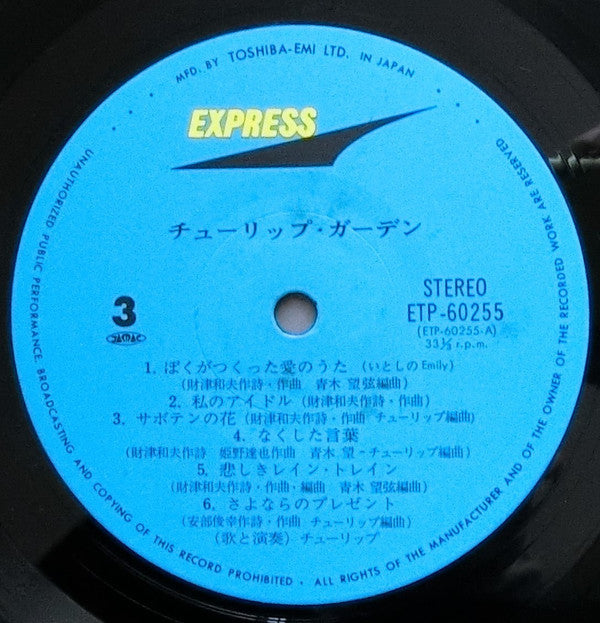 MFD. BY TOSHIBA-EMI LTD. IN JAPAN
EXPRESS
チューリップ・ガーデン
3
JASRAC
STEREO
ETP-60255
(ETP-60255-A)
33⅓ r.p.m.
1. ぼくがつくった愛のうた (いとしのEmily)
(財津和夫作詩・作曲 青木 望弦編曲)
2. 私のアイドル (財津和夫作詩・作曲)
3. サボテンの花 (財津和夫作詩・作曲 チューリップ編曲)
4. なくした言葉
(財津和夫作詩 姫野達也作曲 青木 望・チューリップ編曲)
5. 悲しきレイン・トレイン
(財津和夫作詩・作曲・編曲 青木 望弦編曲)
6. さよならのプレゼント
(安部俊幸作詩・作曲 チューリップ編曲)
(歌と演奏) チューリップ
UNAUTHORIZED PUBLIC PERFORMANCE, BROADCASTING AND COPYING OF THIS RECORD PROHIBITED • ALL RIGHTS OF THE MANUFACTURER AND OF THE OWNER OF THE RECORDED WORK ARE RESERVED